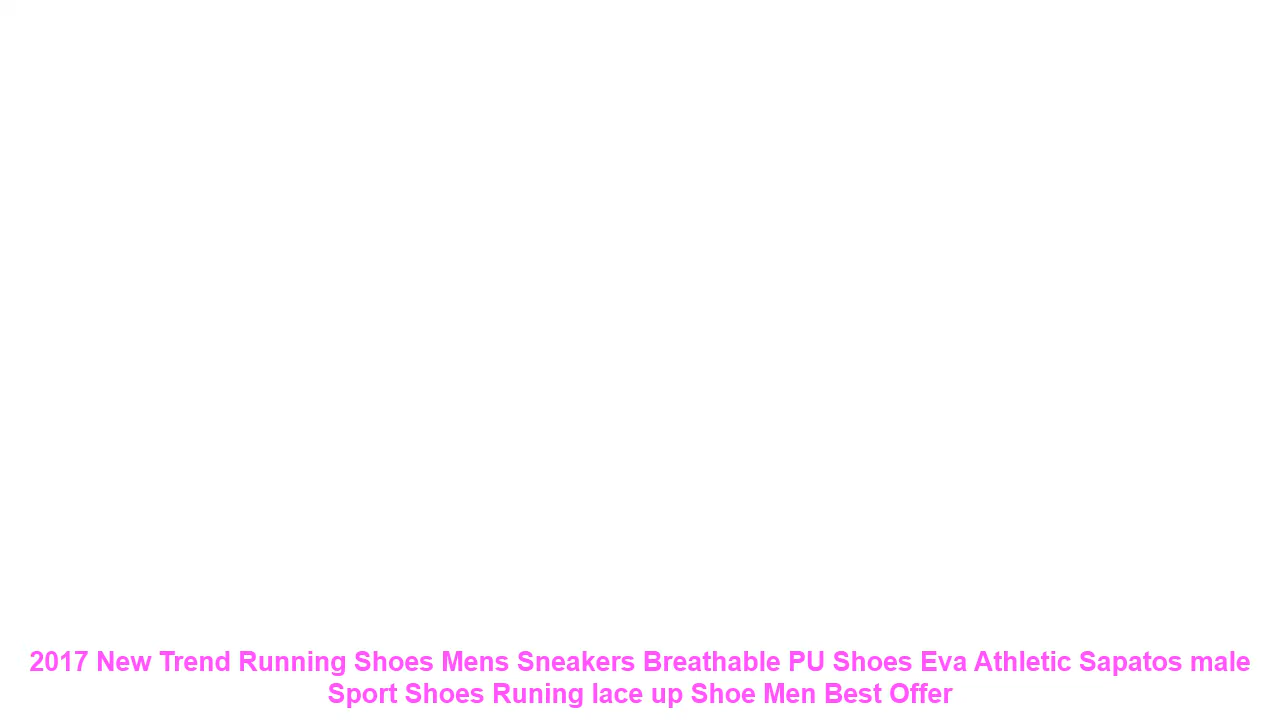 2017 New Trend Running Shoes Mens Sneakers Breathable PU Shoes Eva Athletic Sapatos male
Sport Shoes Runing lace up Shoe Men Best Offer